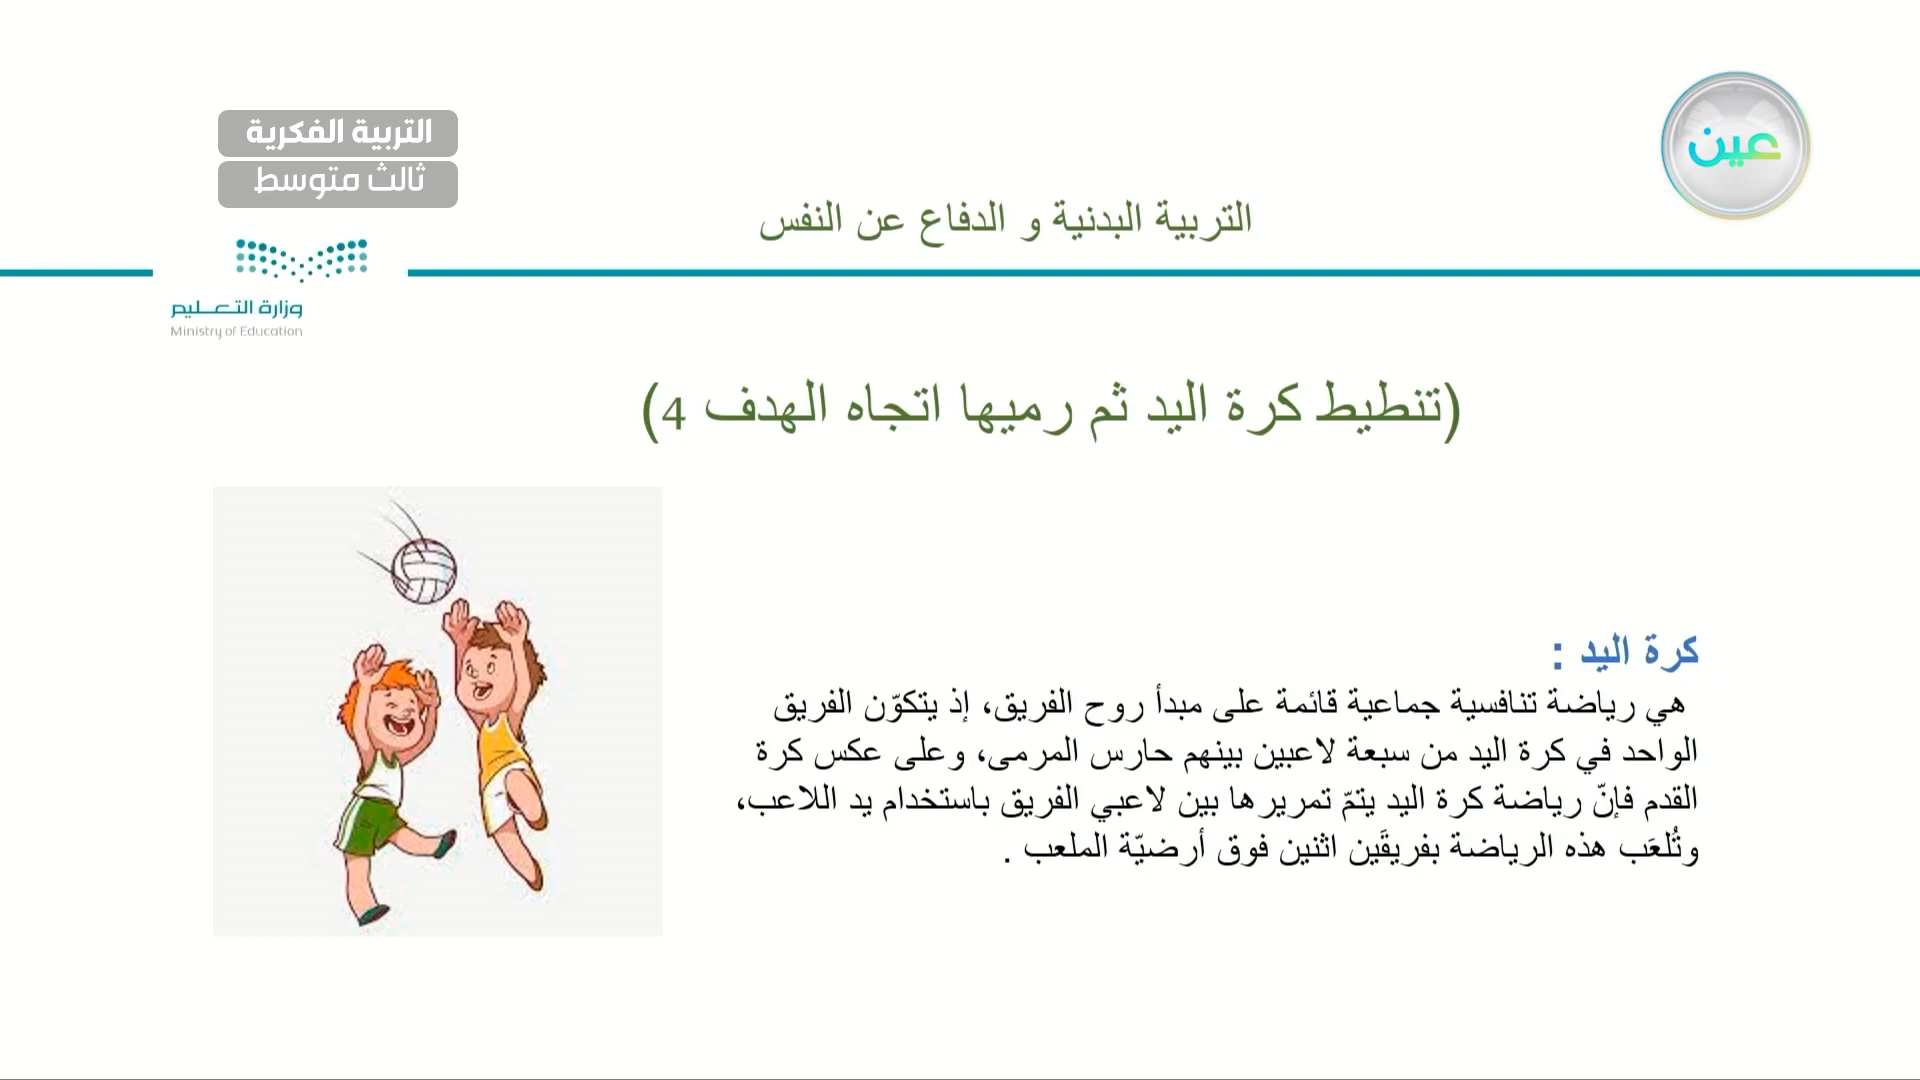 عين
التربية الفكرية
ثالث متوسط
التربية البدنية و الدفاع عن النفس
وزارة التعليم
Ministry of Education
(تنطيط كرة اليد ثم رميها اتجاه الهدف 4)
كرة اليد :
هي رياضة تنافسية جماعية قائمة على مبدأ روح الفريق، إذ يتكوّن الفريق
الواحد في كرة اليد من سبعة لاعبين بينهم حارس المرمى، وعلى عكس كرة
القدم فإنّ رياضة كرة اليد يتمّ تمريرها بين لاعبي الفريق باستخدام يد اللاعب،
وتُلعَب هذه الرياضة بفريقَين اثنين فوق أرضيّة الملعب .